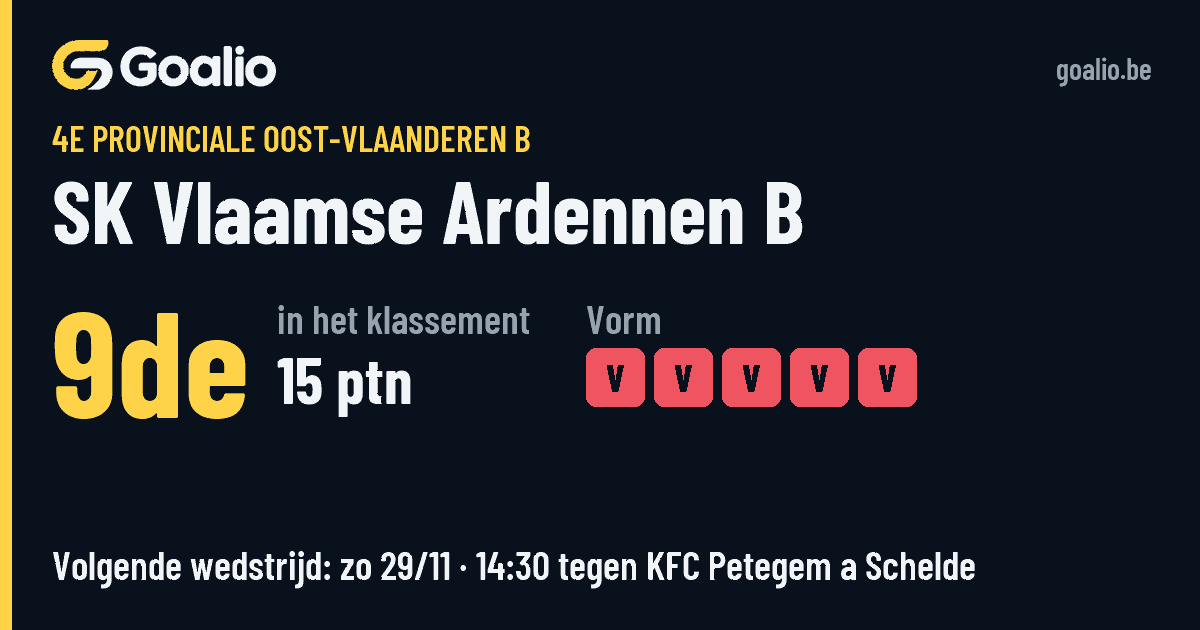 Goalio
goalio.be
4E PROVINCIALE OOST-VLAANDEREN B
SK Vlaamse Ardennen B
9de
in het klassement
15 ptn
Vorm
V V V V V
Volgende wedstrijd: zo 29/11 · 14:30 tegen KFC Petegem a Schelde